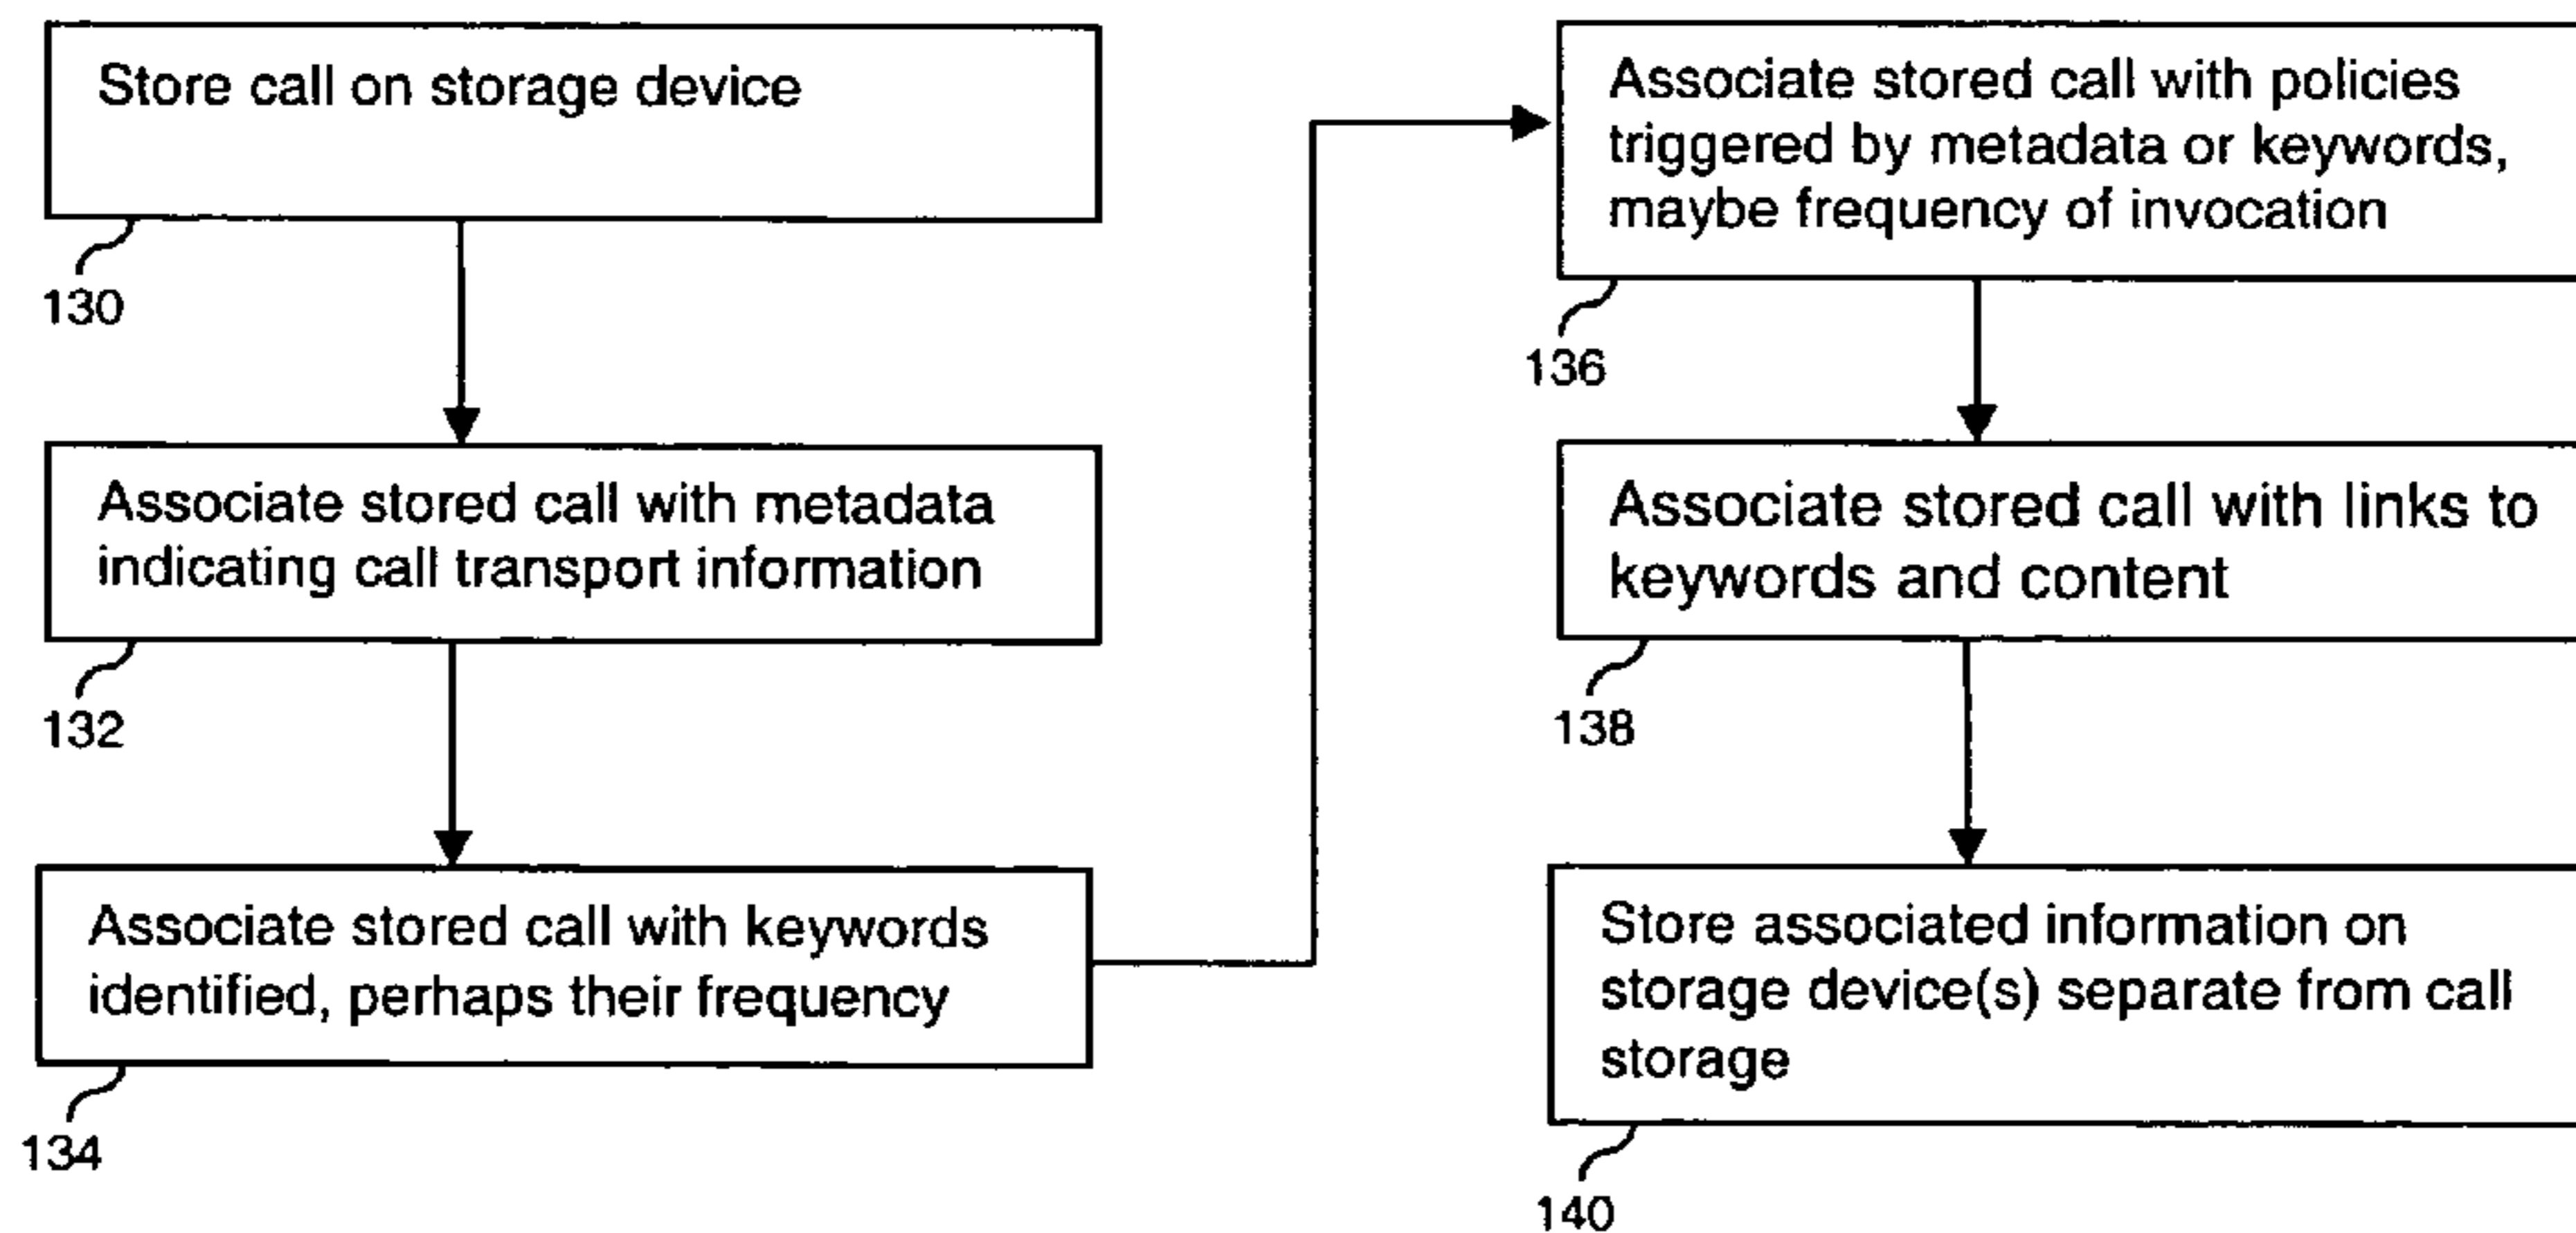 Store call on storage device
130
Associate stored call with metadata
indicating call transport information
132
Associate stored call with keywords
identified, perhaps their frequency
134
Associate stored call with policies
triggered by metadata or keywords,
maybe frequency of invocation
136
Associate stored call with links to
keywords and content
138
Store associated information on
storage device(s) separate from call
storage
140